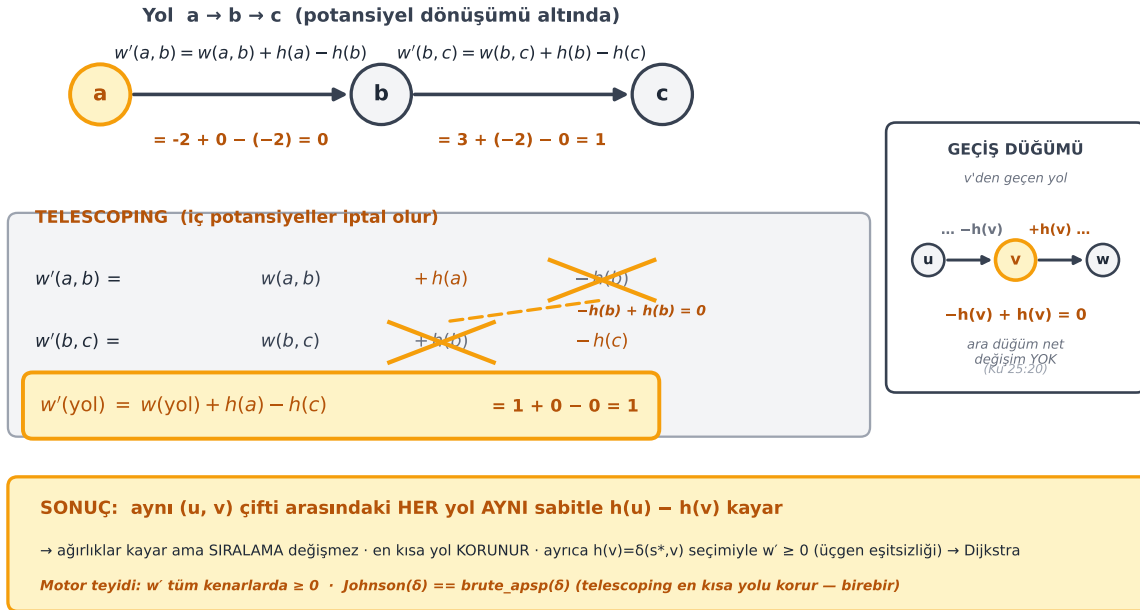 Yol a → b → c (potansiyel dönüşümü altında)
w′(a, b) = w(a, b) + h(a) − h(b)
w′(b, c) = w(b, c) + h(b) − h(c)
a
b
c
= -2 + 0 − (−2) = 0
= 3 + (−2) − 0 = 1
GEÇİŞ DÜĞÜMÜ
v'den geçen yol
... −h(v)
+h(v) ...
u
v
w
−h(v) + h(v) = 0
ara düğüm net
değişim YOK
(Ku 25:20)
TELESCOPING (iç potansiyeller iptal olur)
w′(a, b) = w(a, b) + h(a) − h(b)
−h(b) + h(b) = 0
w′(b, c) = w(b, c) + h(b) − h(c)
w′(yol) = w(yol) + h(a) − h(c) = 1 + 0 − 0 = 1
SONUÇ: aynı (u, v) çifti arasındaki HER yol AYNI sabitle h(u) − h(v) kayar
→ ağırlıklar kayar ama SIRALAMA değişmez · en kısa yol KORUNUR · ayrıca h(v)=δ(s*,v) seçimiyle w′ ≥ 0 (üçgen eşitsizliği) → Dijkstra
Motor teyidi: w′ tüm kenarlarda ≥ 0 · Johnson(δ) == brute_apsp(δ) (telescoping en kısa yolu korur — birebir)